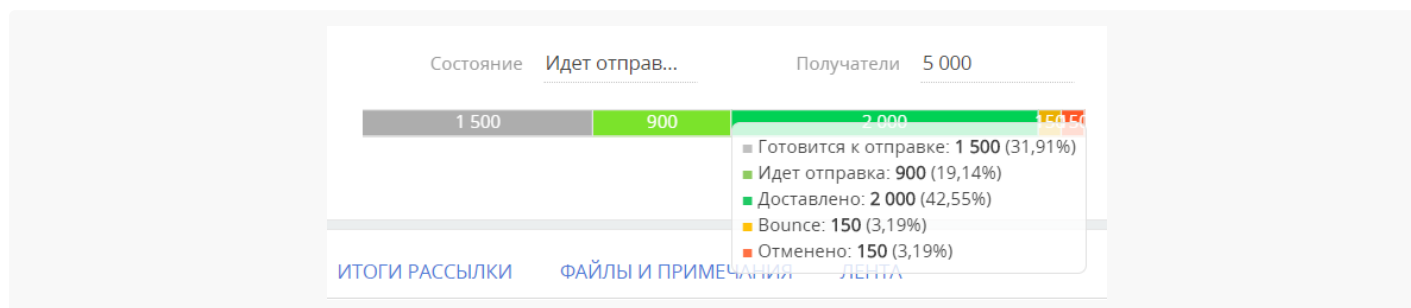 Состояние Идет отправ... Получатели 5 000
1 500 900 2 000 150 150
Готовится к отправке: 1 500 (31,91%)
Идет отправка: 900 (19,14%)
Доставлено: 2 000 (42,55%)
Bounce: 150 (3,19%)
Отменено: 150 (3,19%)
ИТОГИ РАССЫЛКИ ФАЙЛЫ И ПРИМЕЧАНИЯ ЛЕНТА